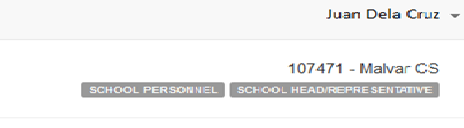 Juan Dela Cruz
107471 - Malvar CS
SCHOOL PERSONNEL SCHOOL HEAD/REPRESENTATIVE